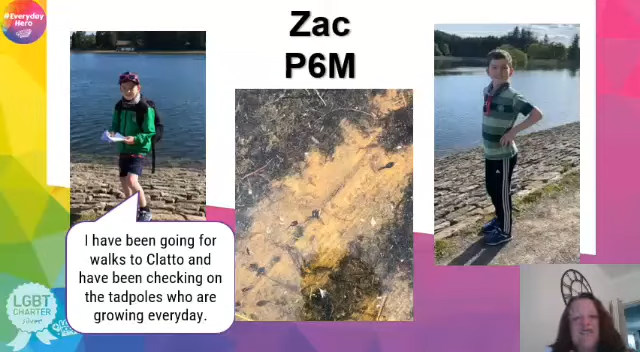 #Everyday
Hero
Zac
P6M
I have been going for
walks to Clatto and
have been checking on
the tadpoles who are
growing everyday.
LGBT
CHARTER
Silver